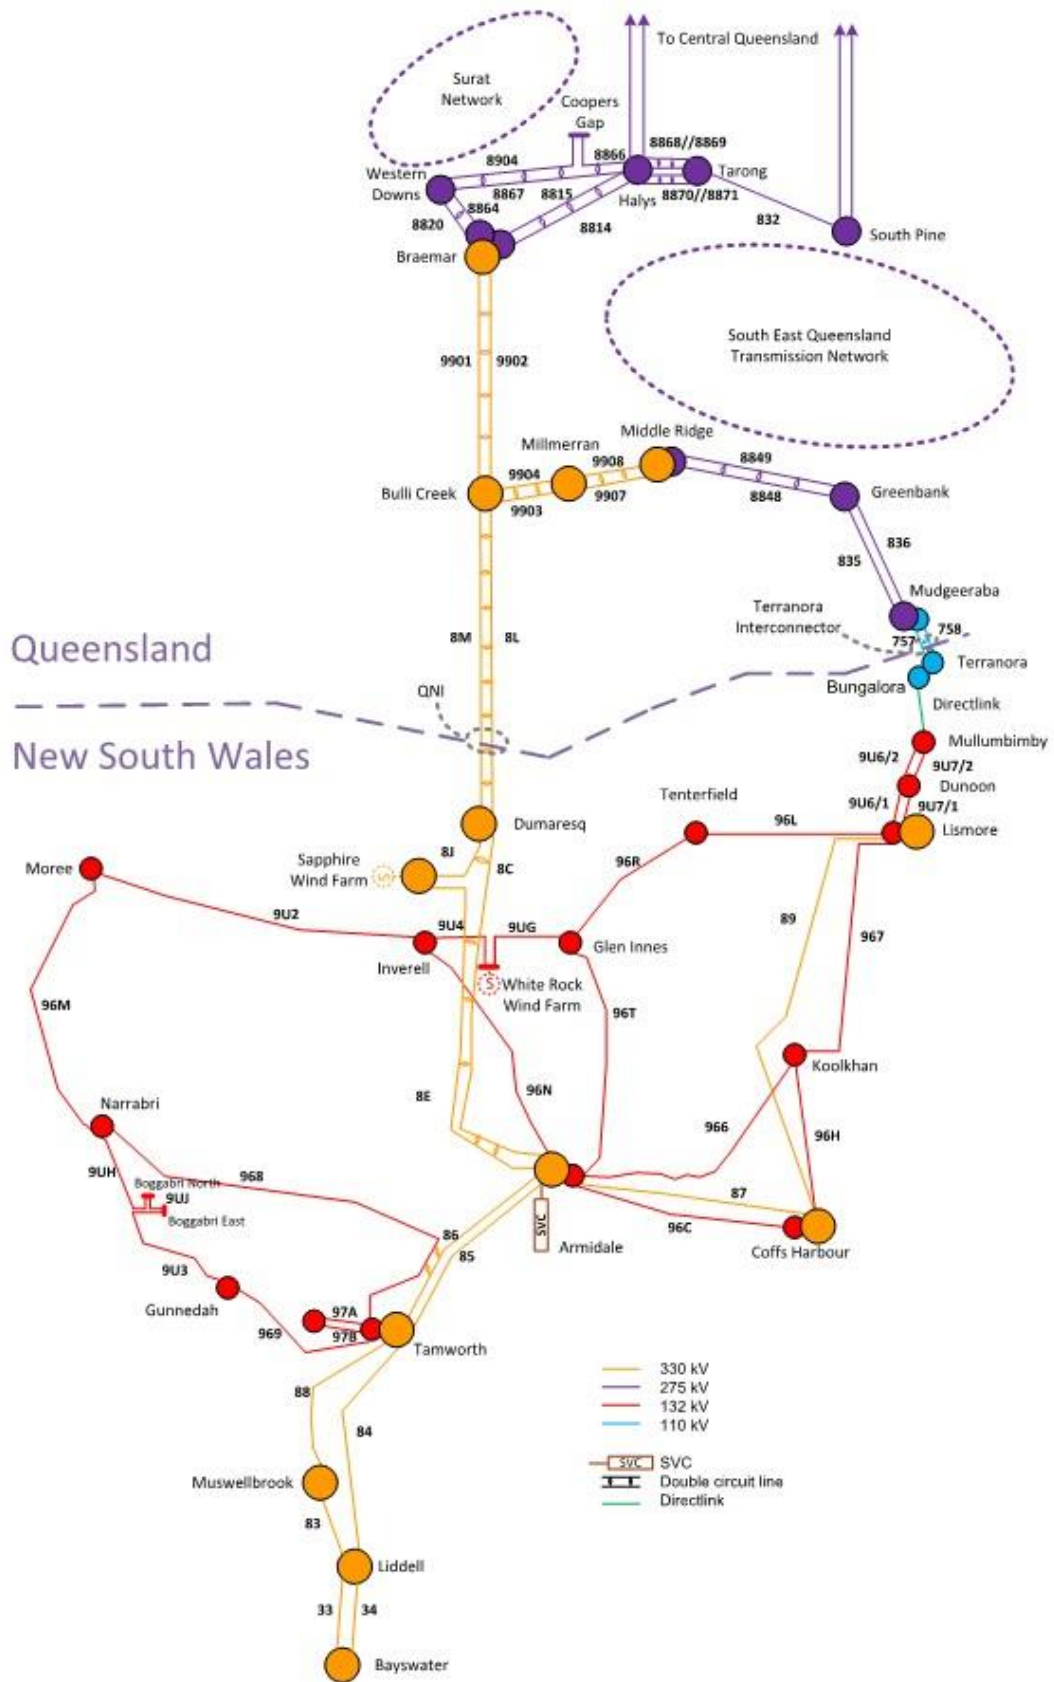 To Central Queensland
Surat
Network
Coopers
Gap
8904
8866
8868//8869
Western
Downs
8867
8815
Halys
8870//8871
Tarong
8864
8820
8814
832
South Pine
Braemar
South East Queensland
Transmission Network
9901
9902
Millmerran
Middle Ridge
9904
9908
8849
Bulli Creek
9903
9907
8848
Greenbank
836
835
Mudgeeraba
Terranora
Interconnector
757
758
8M
8L
Queensland
Terranora
Bungalora
QNI
Directlink
New South Wales
Mullumbimby
9U6/2
9U7/2
Dunoon
Tenterfield
9U6/1
9U7/1
96L
Lismore
Dumaresq
8J
8C
96R
Sapphire
Wind Farm
S
Moree
9U2
9U4
9UG
89
967
Inverell
Glen Innes
S
White Rock
Wind Farm
96M
96T
Koolkhan
8E
96N
Narrabri
966
96H
9UH
968
Boggabri North
9UJ
Boggabri East
87
96C
86
85
SVC
Armidale
Coffs Harbour
9U3
Gunnedah
97A
97B
969
Tamworth
330 kV
275 kV
132 kV
110 kV
88
84
SVC
SVC
Double circuit line
Directlink
Muswellbrook
83
Liddell
33
34
Bayswater